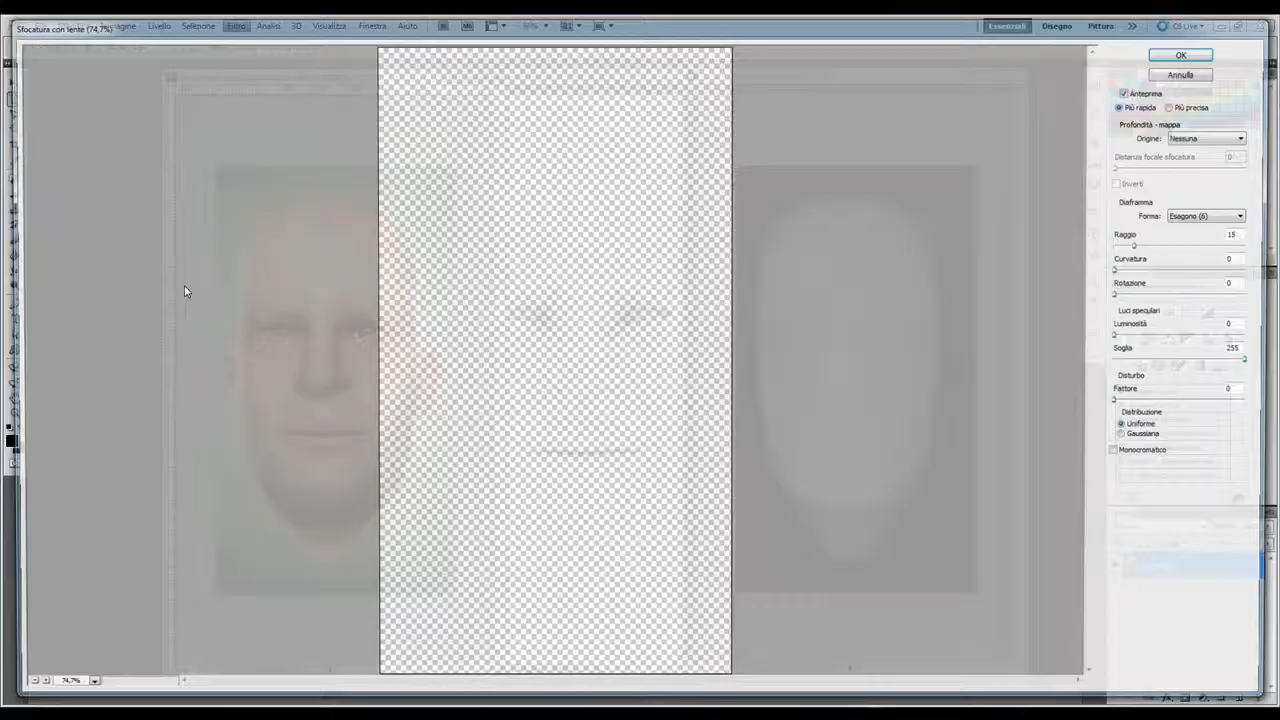 Sfocatura con lente (74,7%)
magine Livello Selezione Filtro Analisi 3D Visualizza Finestra Aiuto
Essenziali Disegno Pittura CS Live
OK
Annulla
Anteprima
Più rapida Più precisa
Profondità - mappa
Origine: Nessuna
Distanza focale sfocatura 0
Inverti
Diaframma
Forma: Esagono (6)
Raggio 15
Curvatura 0
Rotazione 0
Luci speculari
Luminosità 0
Soglia 255
Disturbo
Fattore 0
Distribuzione
Uniforme
Gaussiana
Monocromatico
74,7%